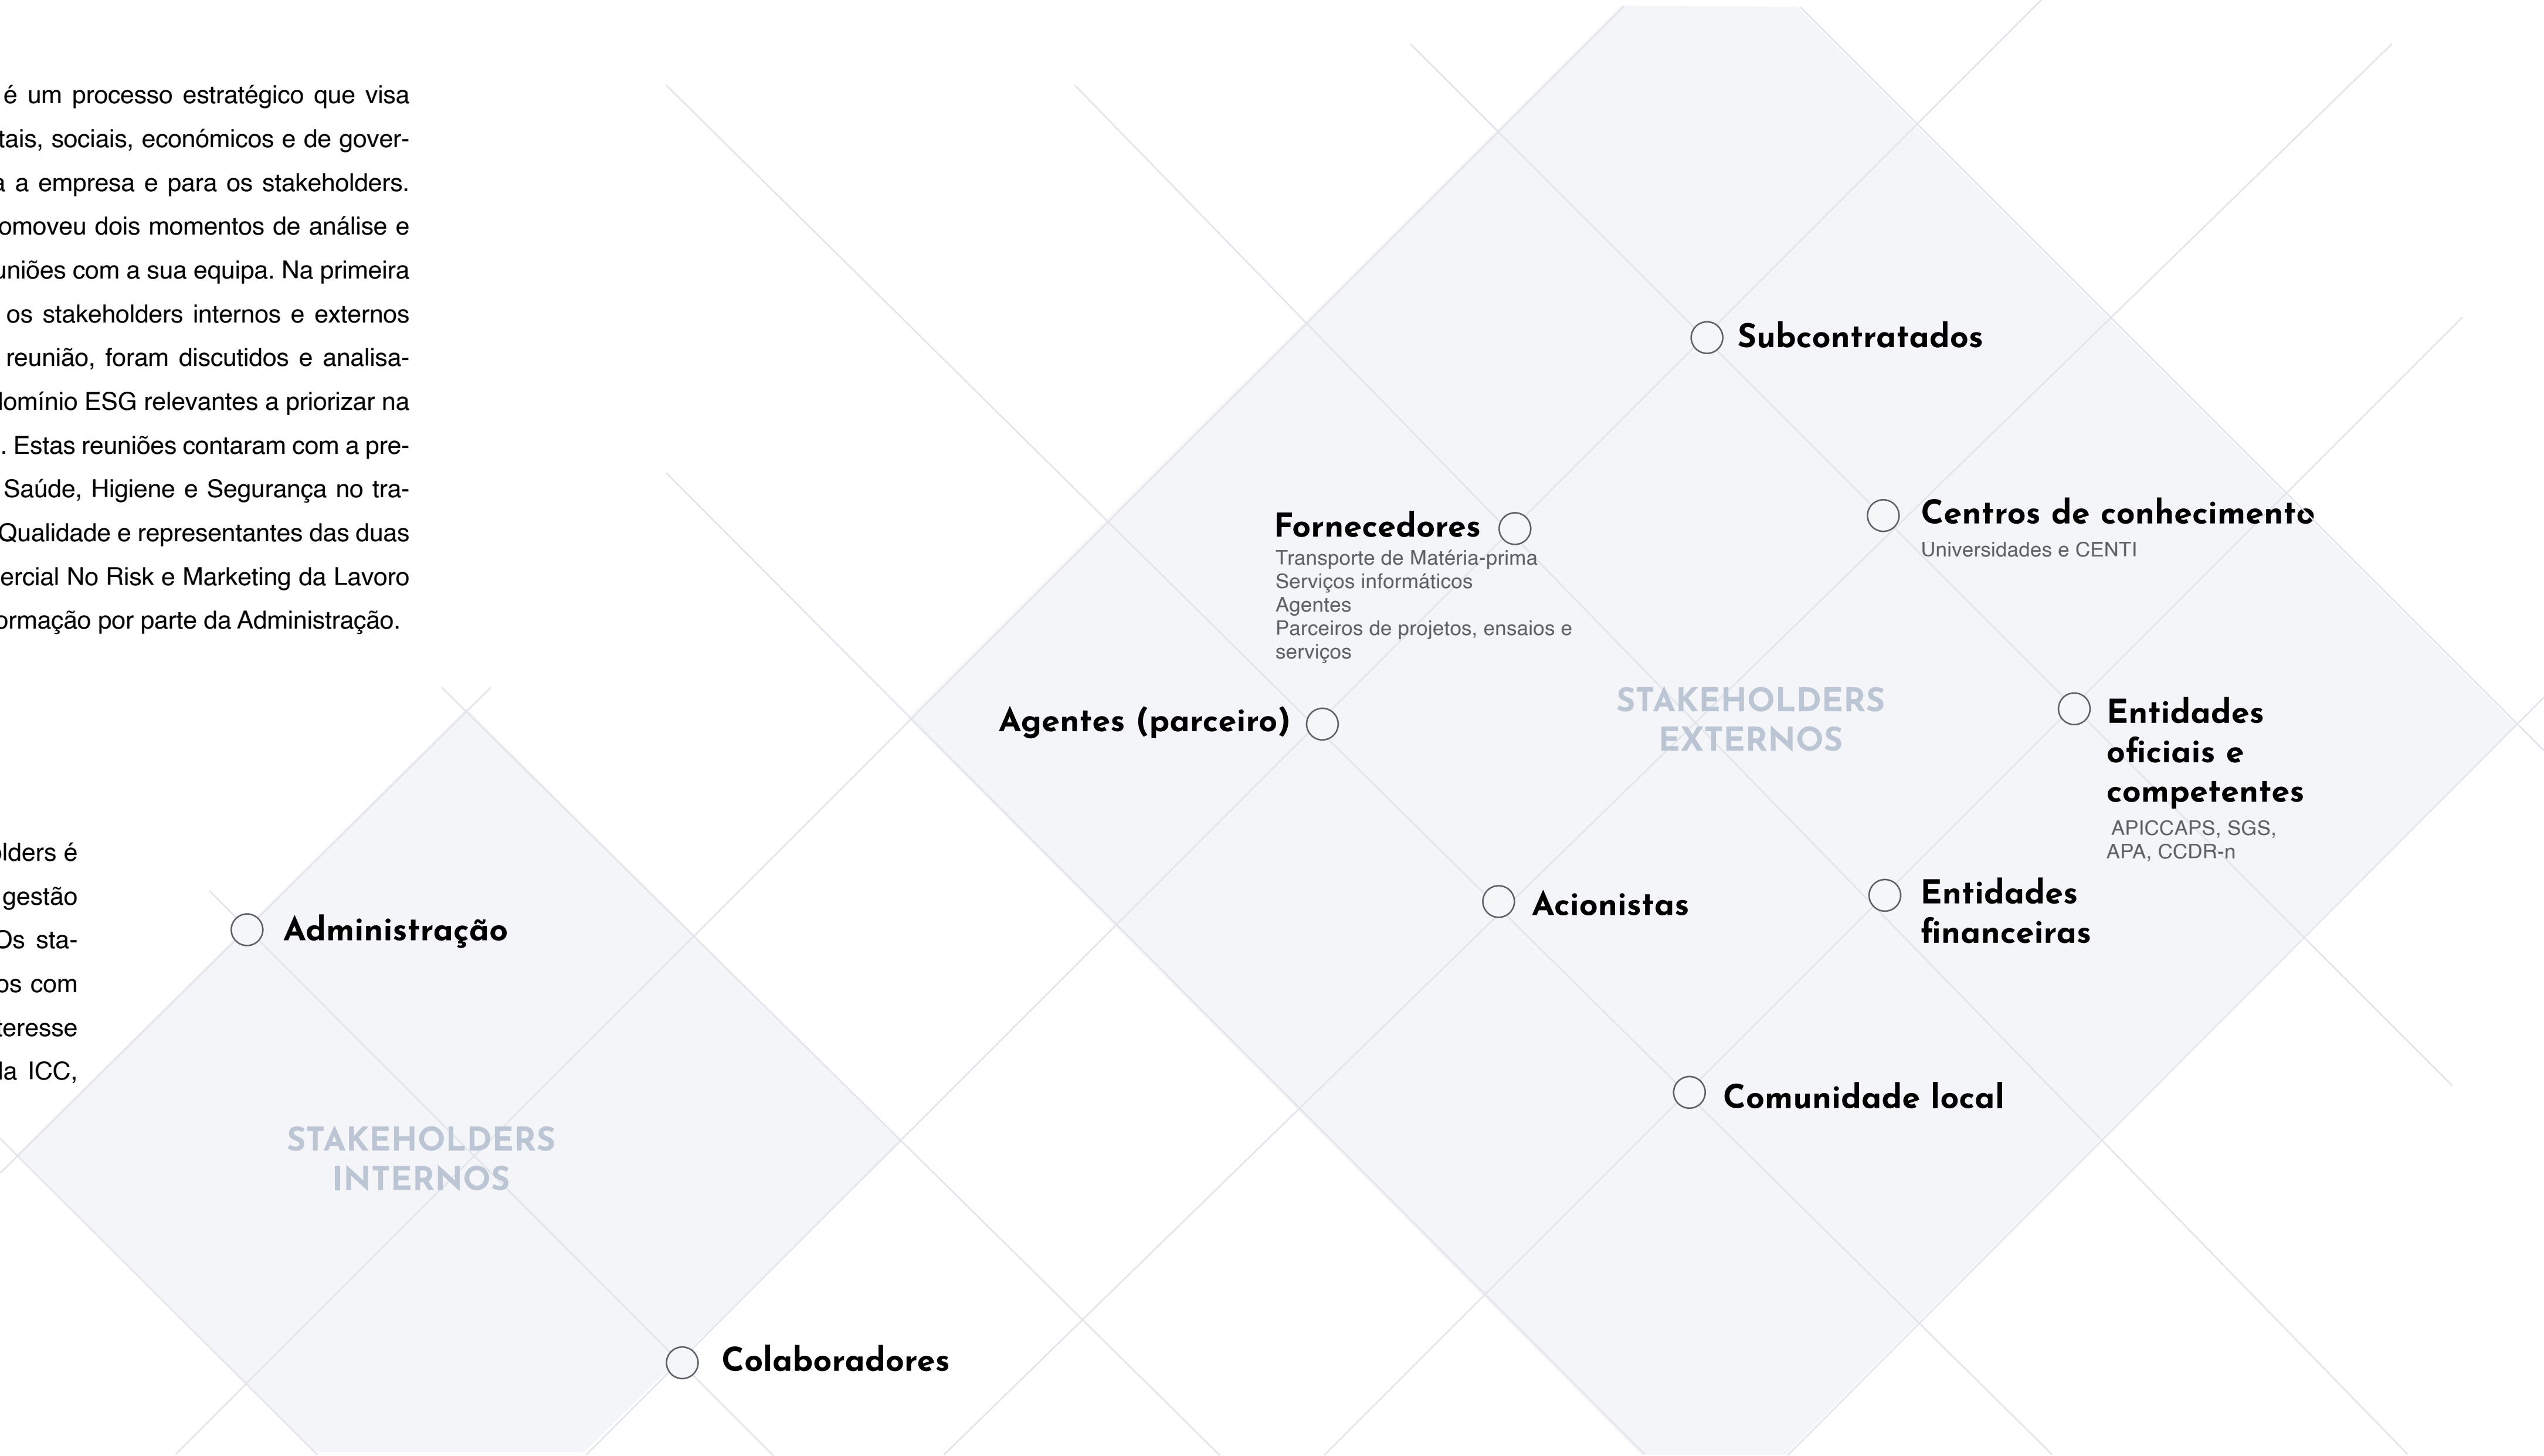 é um processo estratégico que visa
tais, sociais, económicos e de gover-
a empresa e para os stakeholders.
omoveu dois momentos de análise e
uniões com a sua equipa. Na primeira
os stakeholders internos e externos
reunião, foram discutidos e analisa-
domínio ESG relevantes a priorizar na
. Estas reuniões contaram com a pre-
Saúde, Higiene e Segurança no tra-
Qualidade e representantes das duas
ercial No Risk e Marketing da Lavoro
ormação por parte da Administração.
olders é
gestão
Os sta-
os com
teresse
da ICC,
Administração
STAKEHOLDERS
INTERNOS
Colaboradores
Subcontratados
Fornecedores
Transporte de Matéria-prima
Serviços informáticos
Agentes
Parceiros de projetos, ensaios e
serviços
Centros de conhecimento
Universidades e CENTI
Agentes (parceiro)
STAKEHOLDERS
EXTERNOS
Entidades
oficiais e
competentes
APICCAPS, SGS,
APA, CCDR-n
Acionistas
Entidades
financeiras
Comunidade local